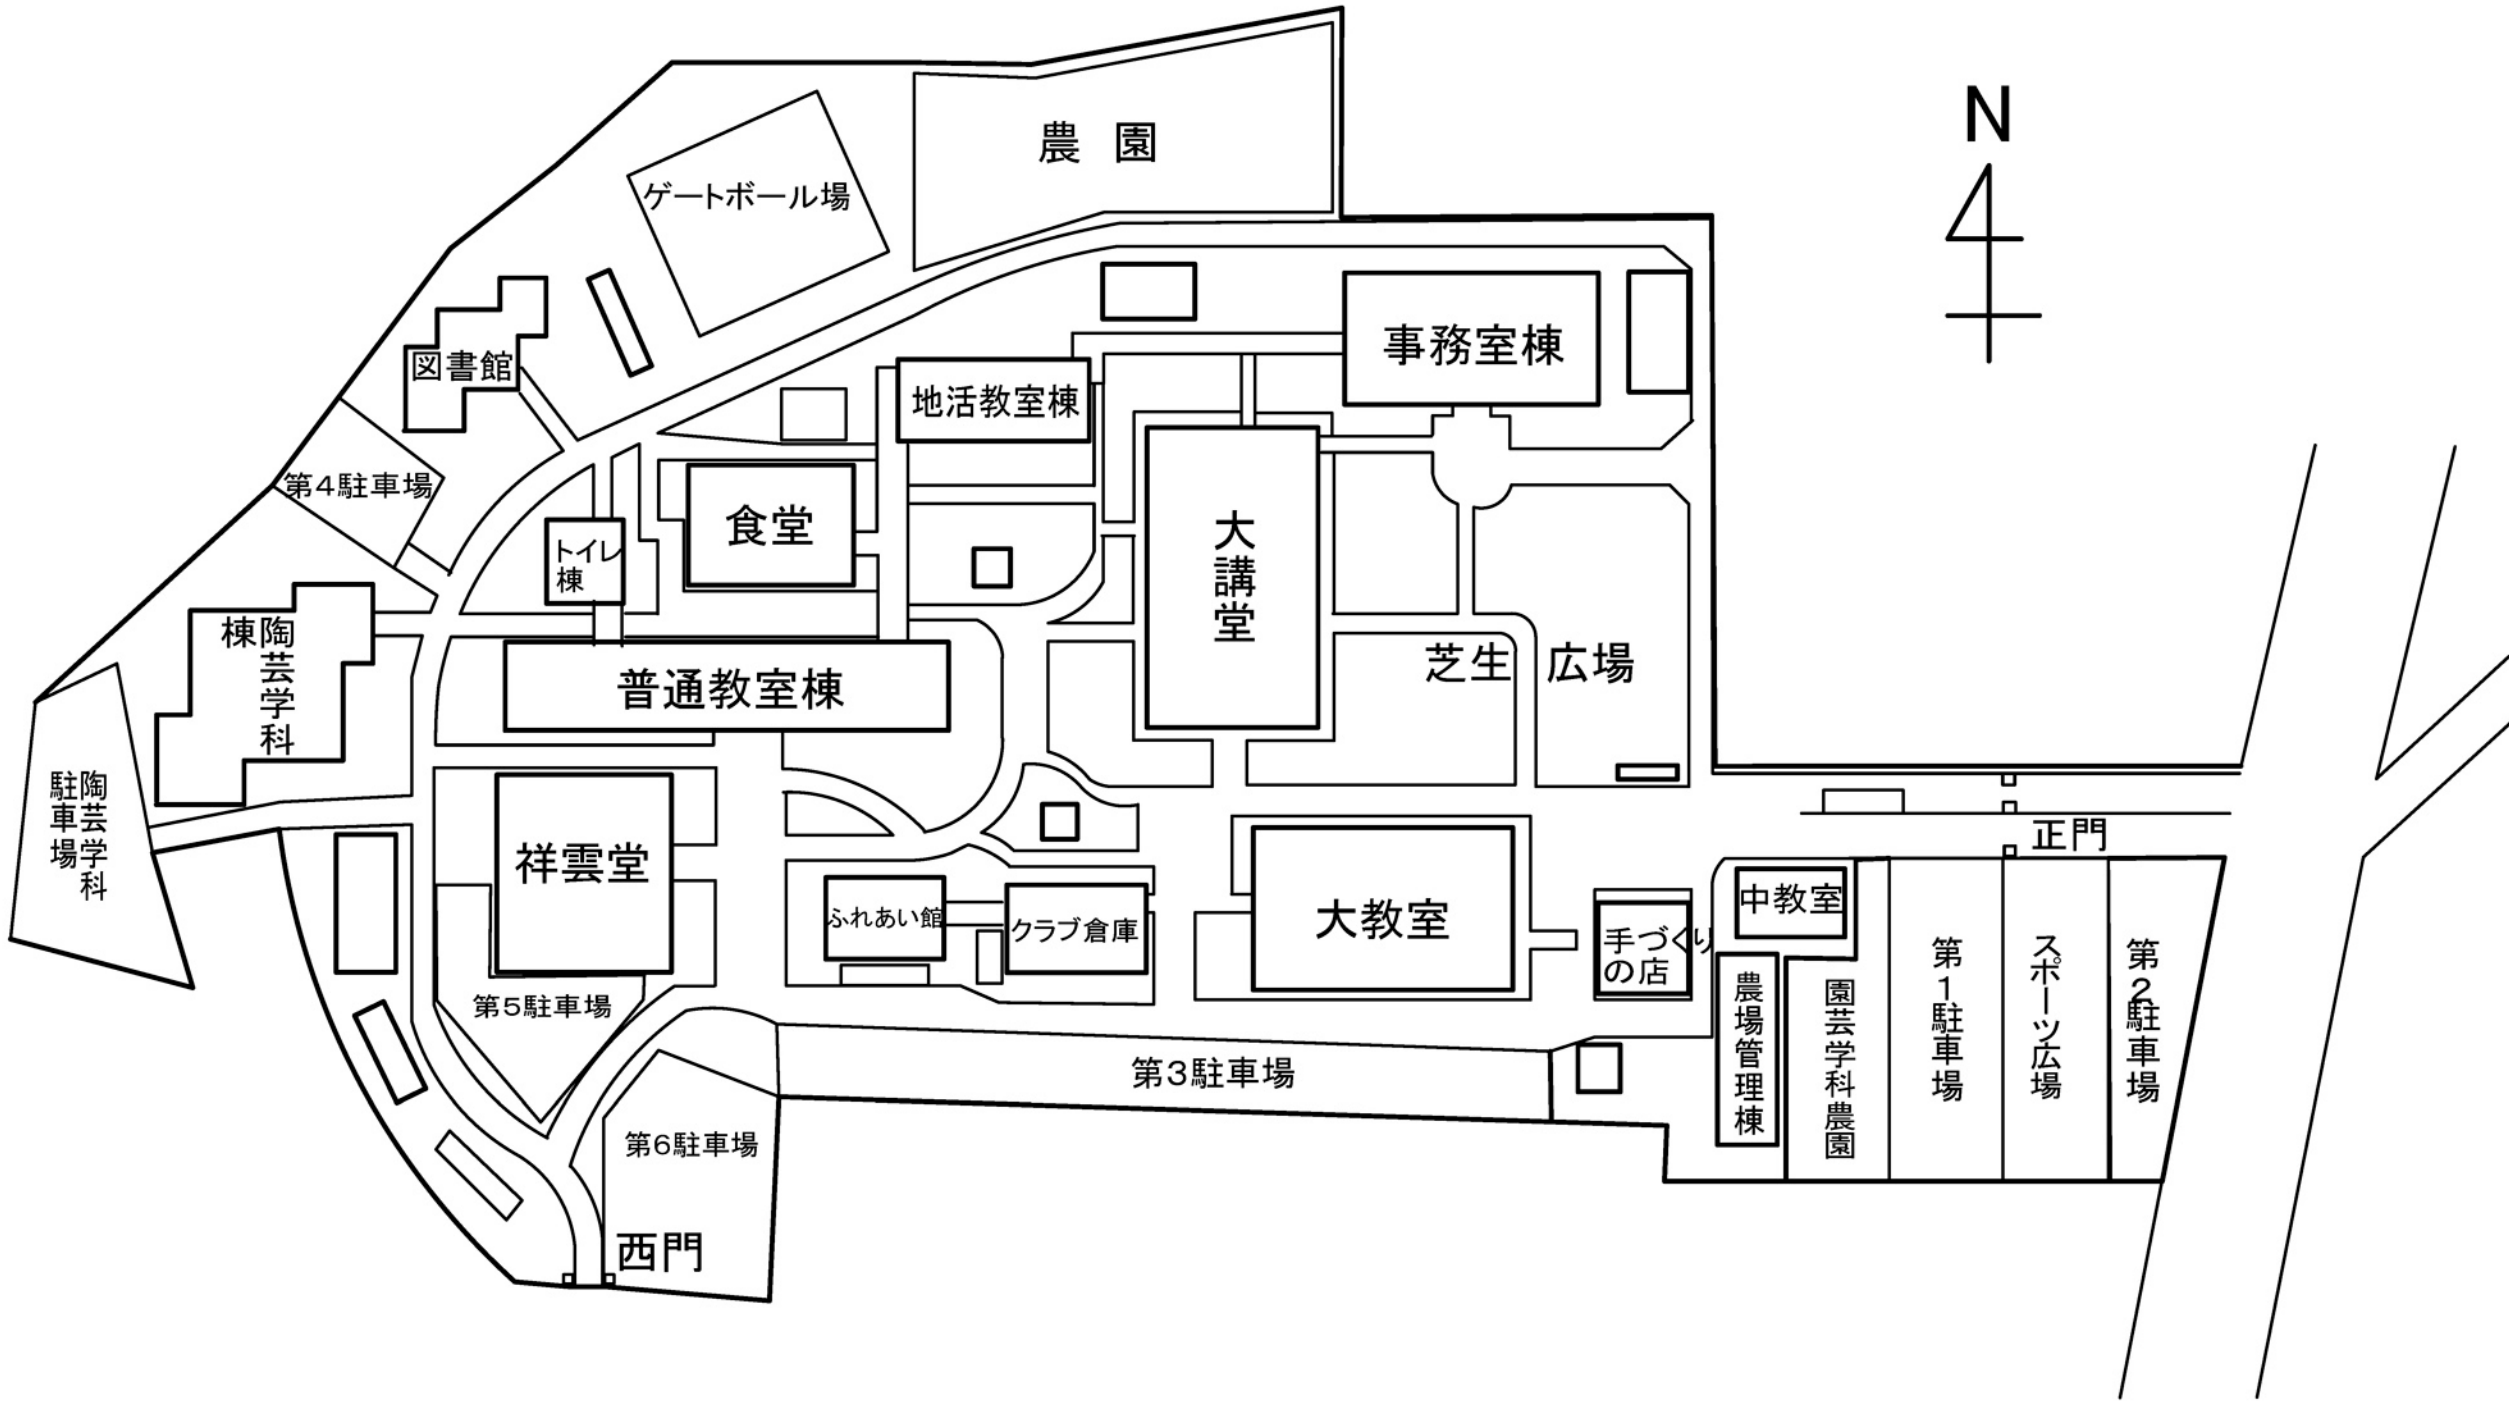 N
農 園
ゲートボール場
事務室棟
図書館
地活教室棟
第4駐車場
食堂
大講堂
トイレ
棟
陶芸学科
棟
芝生 広場
普通教室棟
陶芸学科
駐車場
正門
祥雲堂
中教室
ふれあい館
クラブ倉庫
大教室
手づくり
の店
第1駐車場
スポーツ広場
第2駐車場
農場管理棟
園芸学科農園
第5駐車場
第3駐車場
第6駐車場
西門